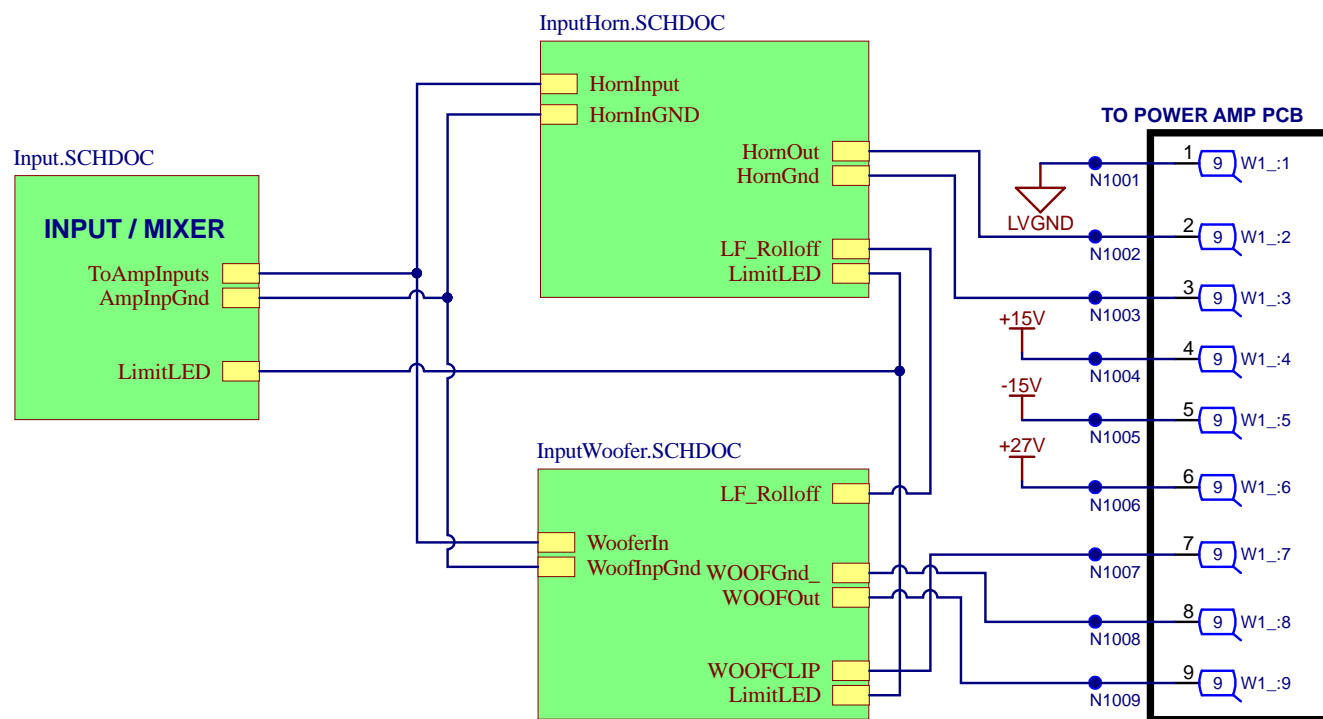 InputHorn.SCHDOC
HornInput
HornInGND
HornOut
HornGnd
LF_Rolloff
LimitLED
Input.SCHDOC
INPUT / MIXER
ToAmpInputs
AmpInpGnd
LimitLED
InputWoofer.SCHDOC
LF_Rolloff
WooferIn
WoofInpGnd
WOOFGnd_
WOOFOut
WOOFCLIP
LimitLED
TO POWER AMP PCB
LVGND
N1001 1 9 W1_:1
N1002 2 9 W1_:2
N1003 3 9 W1_:3
+15V
N1004 4 9 W1_:4
-15V
N1005 5 9 W1_:5
+27V
N1006 6 9 W1_:6
N1007 7 9 W1_:7
N1008 8 9 W1_:8
N1009 9 9 W1_:9